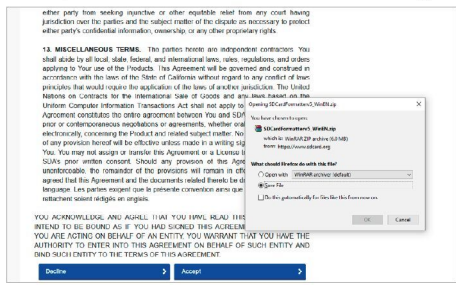 either party from seeking injunctive or other equitable relief from any court having
jurisdiction over the parties and the subject matter of the dispute as necessary to protect
either party's confidential information, ownership, or any other proprietary rights.
13. MISCELLANEOUS TERMS. The parties hereto are independent contractors. You
shall abide by all local, state, federal, and international laws, rules, regulations, and orders
applying to Your use of the Products. This Agreement will be governed and construed in
accordance with the laws of the State of California without regard to any conflict of laws
principles that would require the application of the laws of another jurisdiction. The United
Nations on Contracts for the International Sale of Goods and any laws based on the
Uniform Computer Information Transactions Act shall not apply to
Agreement constitutes the entire agreement between You and SDA
prior or contemporaneous negotiations or agreements, whether oral
electronically, concerning the Product and related subject matter. No
of any provision hereof will be effective unless made in a writing sig
You. You may not assign or transfer this Agreement or a License
SDA's prior written consent. Should any provision of this Agre
unenforceable, the remainder of the provisions will remain in effe
agreed that this Agreement and the documents related thereto be d
language. Les parties exigent que la présente convention ainsi que
rattachent soient rédigés en anglais.
YOU ACKNOWLEDGE AND AGREE THAT YOU HAVE READ THIS
INTEND TO BE BOUND AS IF YOU HAD SIGNED THIS AGREEM
YOU ARE ACTING ON BEHALF OF AN ENTITY, YOU WARRANT THAT YOU HAVE THE
AUTHORITY TO ENTER INTO THIS AGREEMENT ON BEHALF OF SUCH ENTITY AND
BIND SUCH ENTITY TO THE TERMS OF THIS AGREEMENT.
Decline
Accept
Opening SDCardFormatterv5_WinEN.zip
You have chosen to open:
SDCardFormatterv5_WinEN.zip
which is: WinRAR ZIP archive (6.0 MB)
from: https://www.sdcard.org
What should Firefox do with this file?
Open with WinRAR archiver (default)
Save File
Do this automatically for files like this from now on.
OK
Cancel